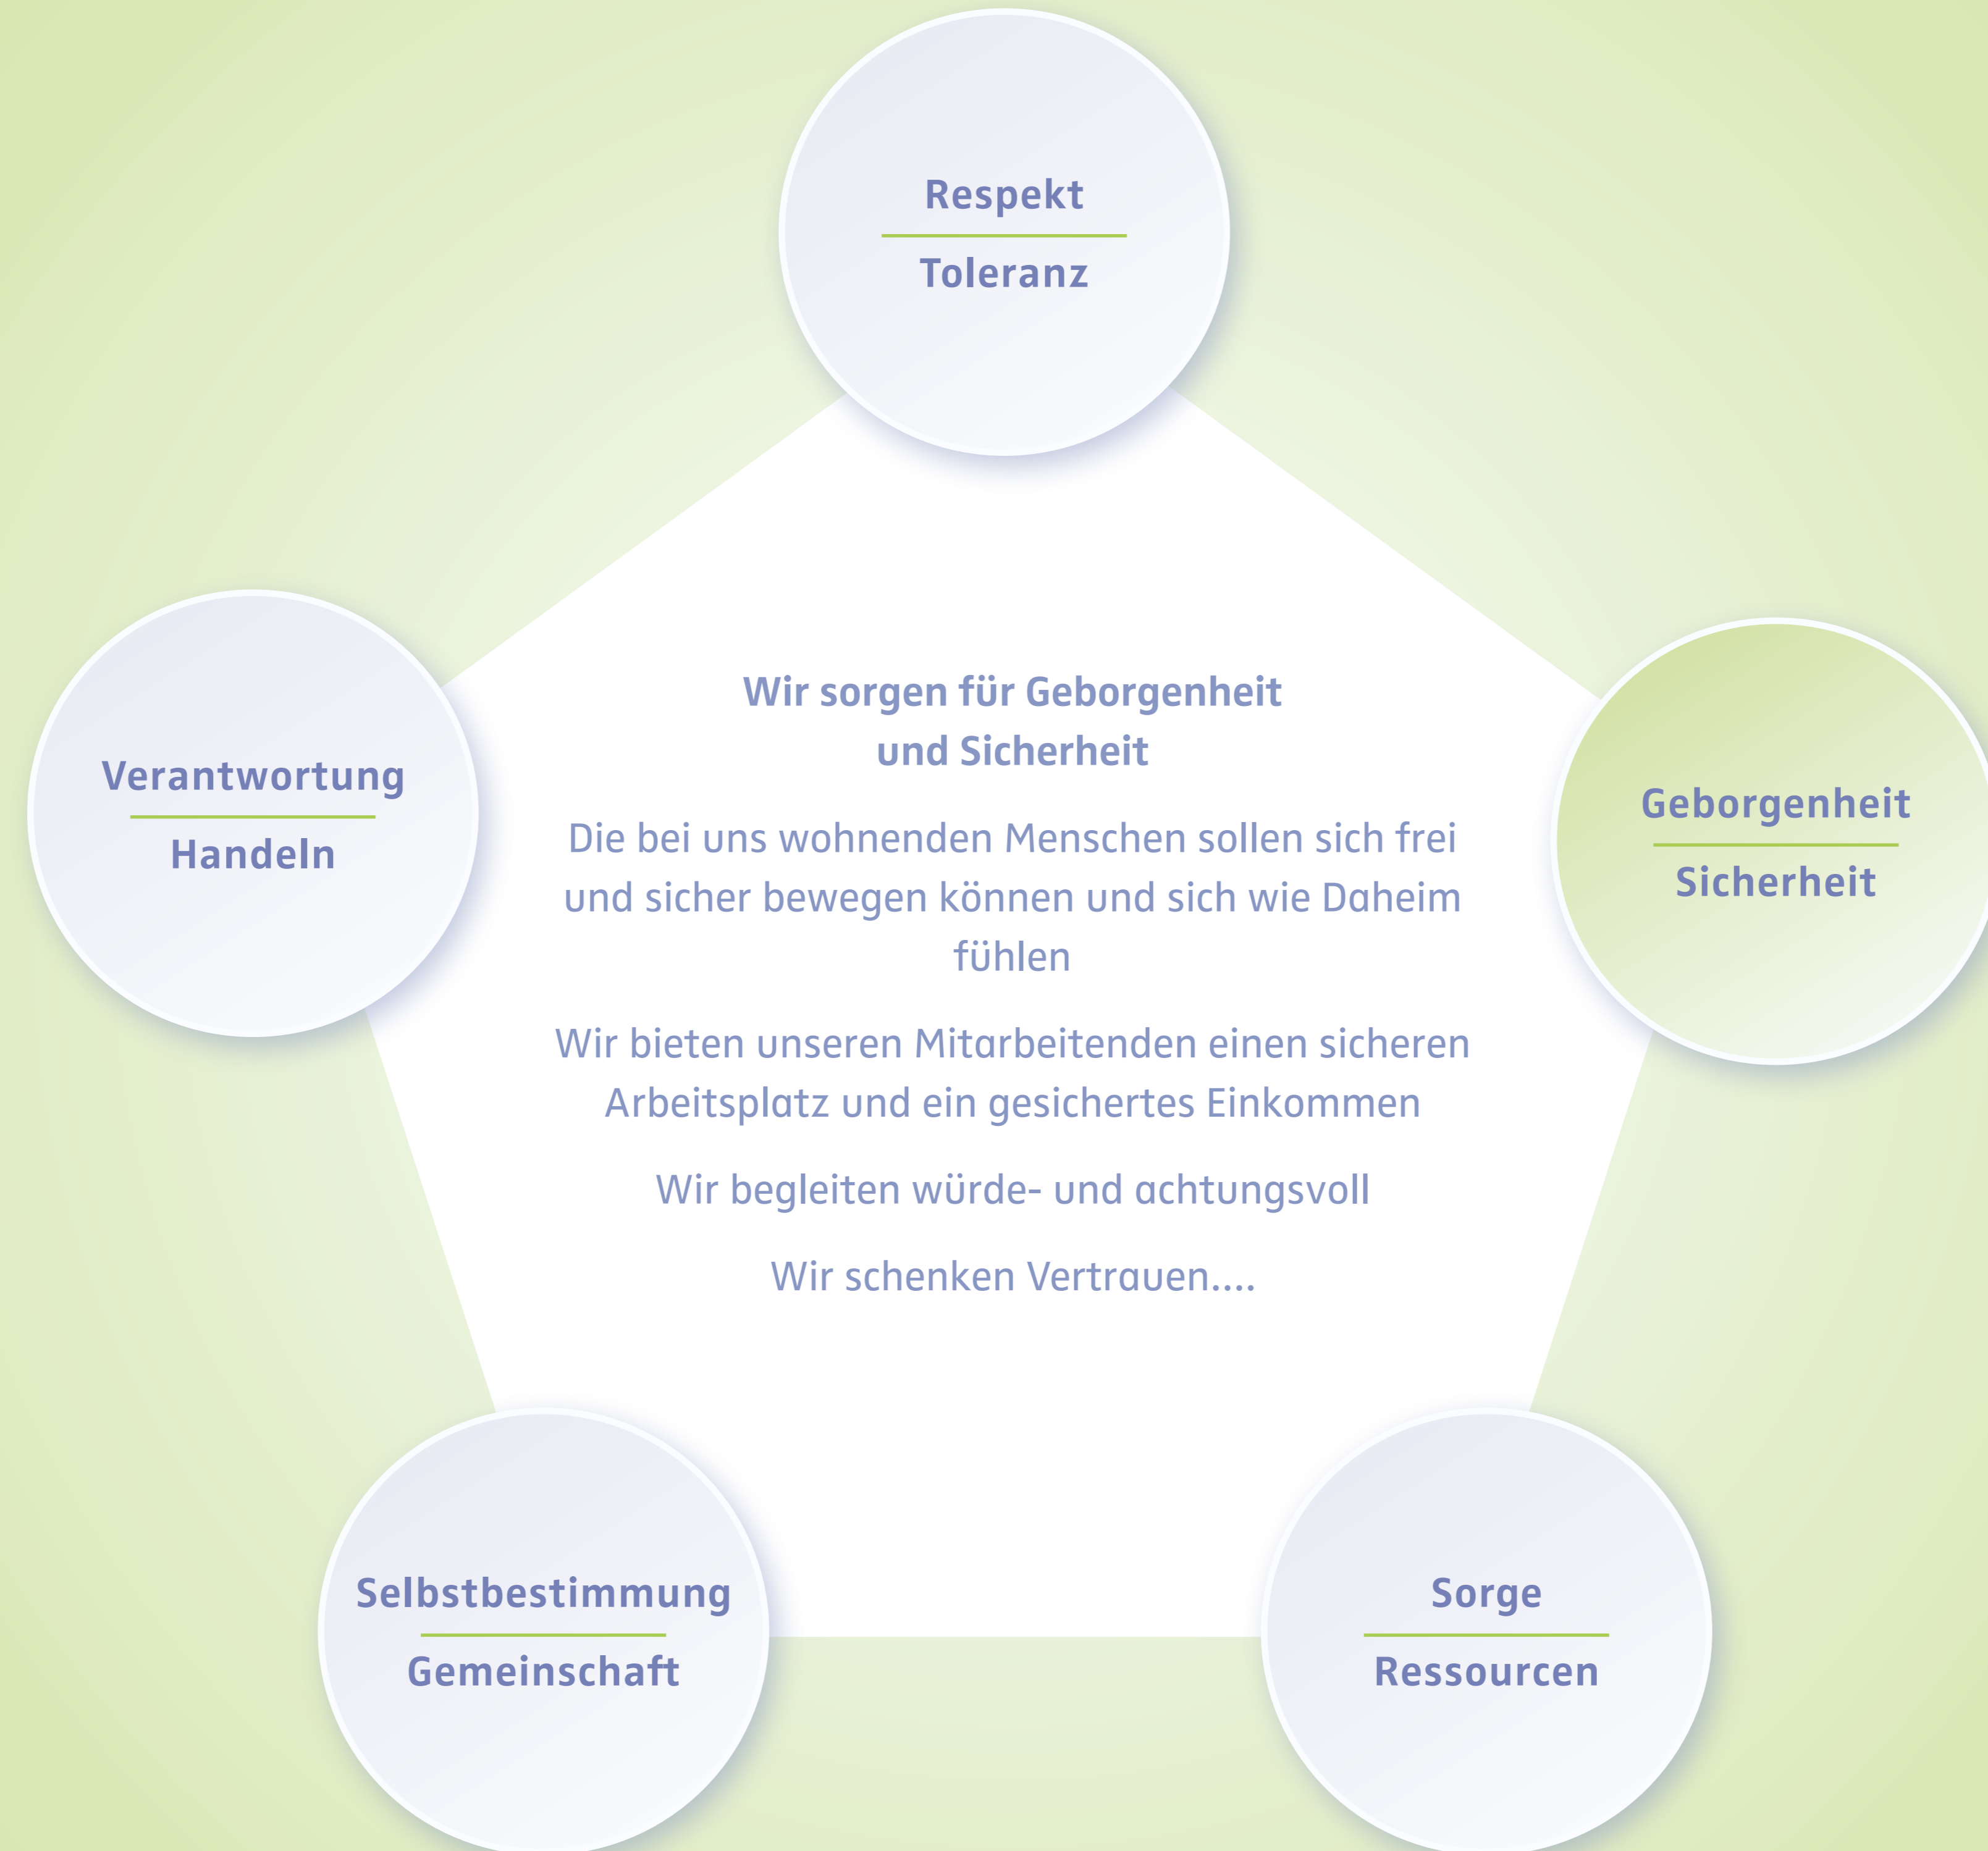 Respekt
Toleranz
Verantwortung
Handeln
Geborgenheit
Sicherheit
Wir sorgen für Geborgenheit
und Sicherheit
Die bei uns wohnenden Menschen sollen sich frei
und sicher bewegen können und sich wie Daheim
fühlen
Wir bieten unseren Mitarbeitenden einen sicheren
Arbeitsplatz und ein gesichertes Einkommen
Wir begleiten würde- und achtungsvoll
Wir schenken Vertrauen....
Selbstbestimmung
Gemeinschaft
Sorge
Ressourcen